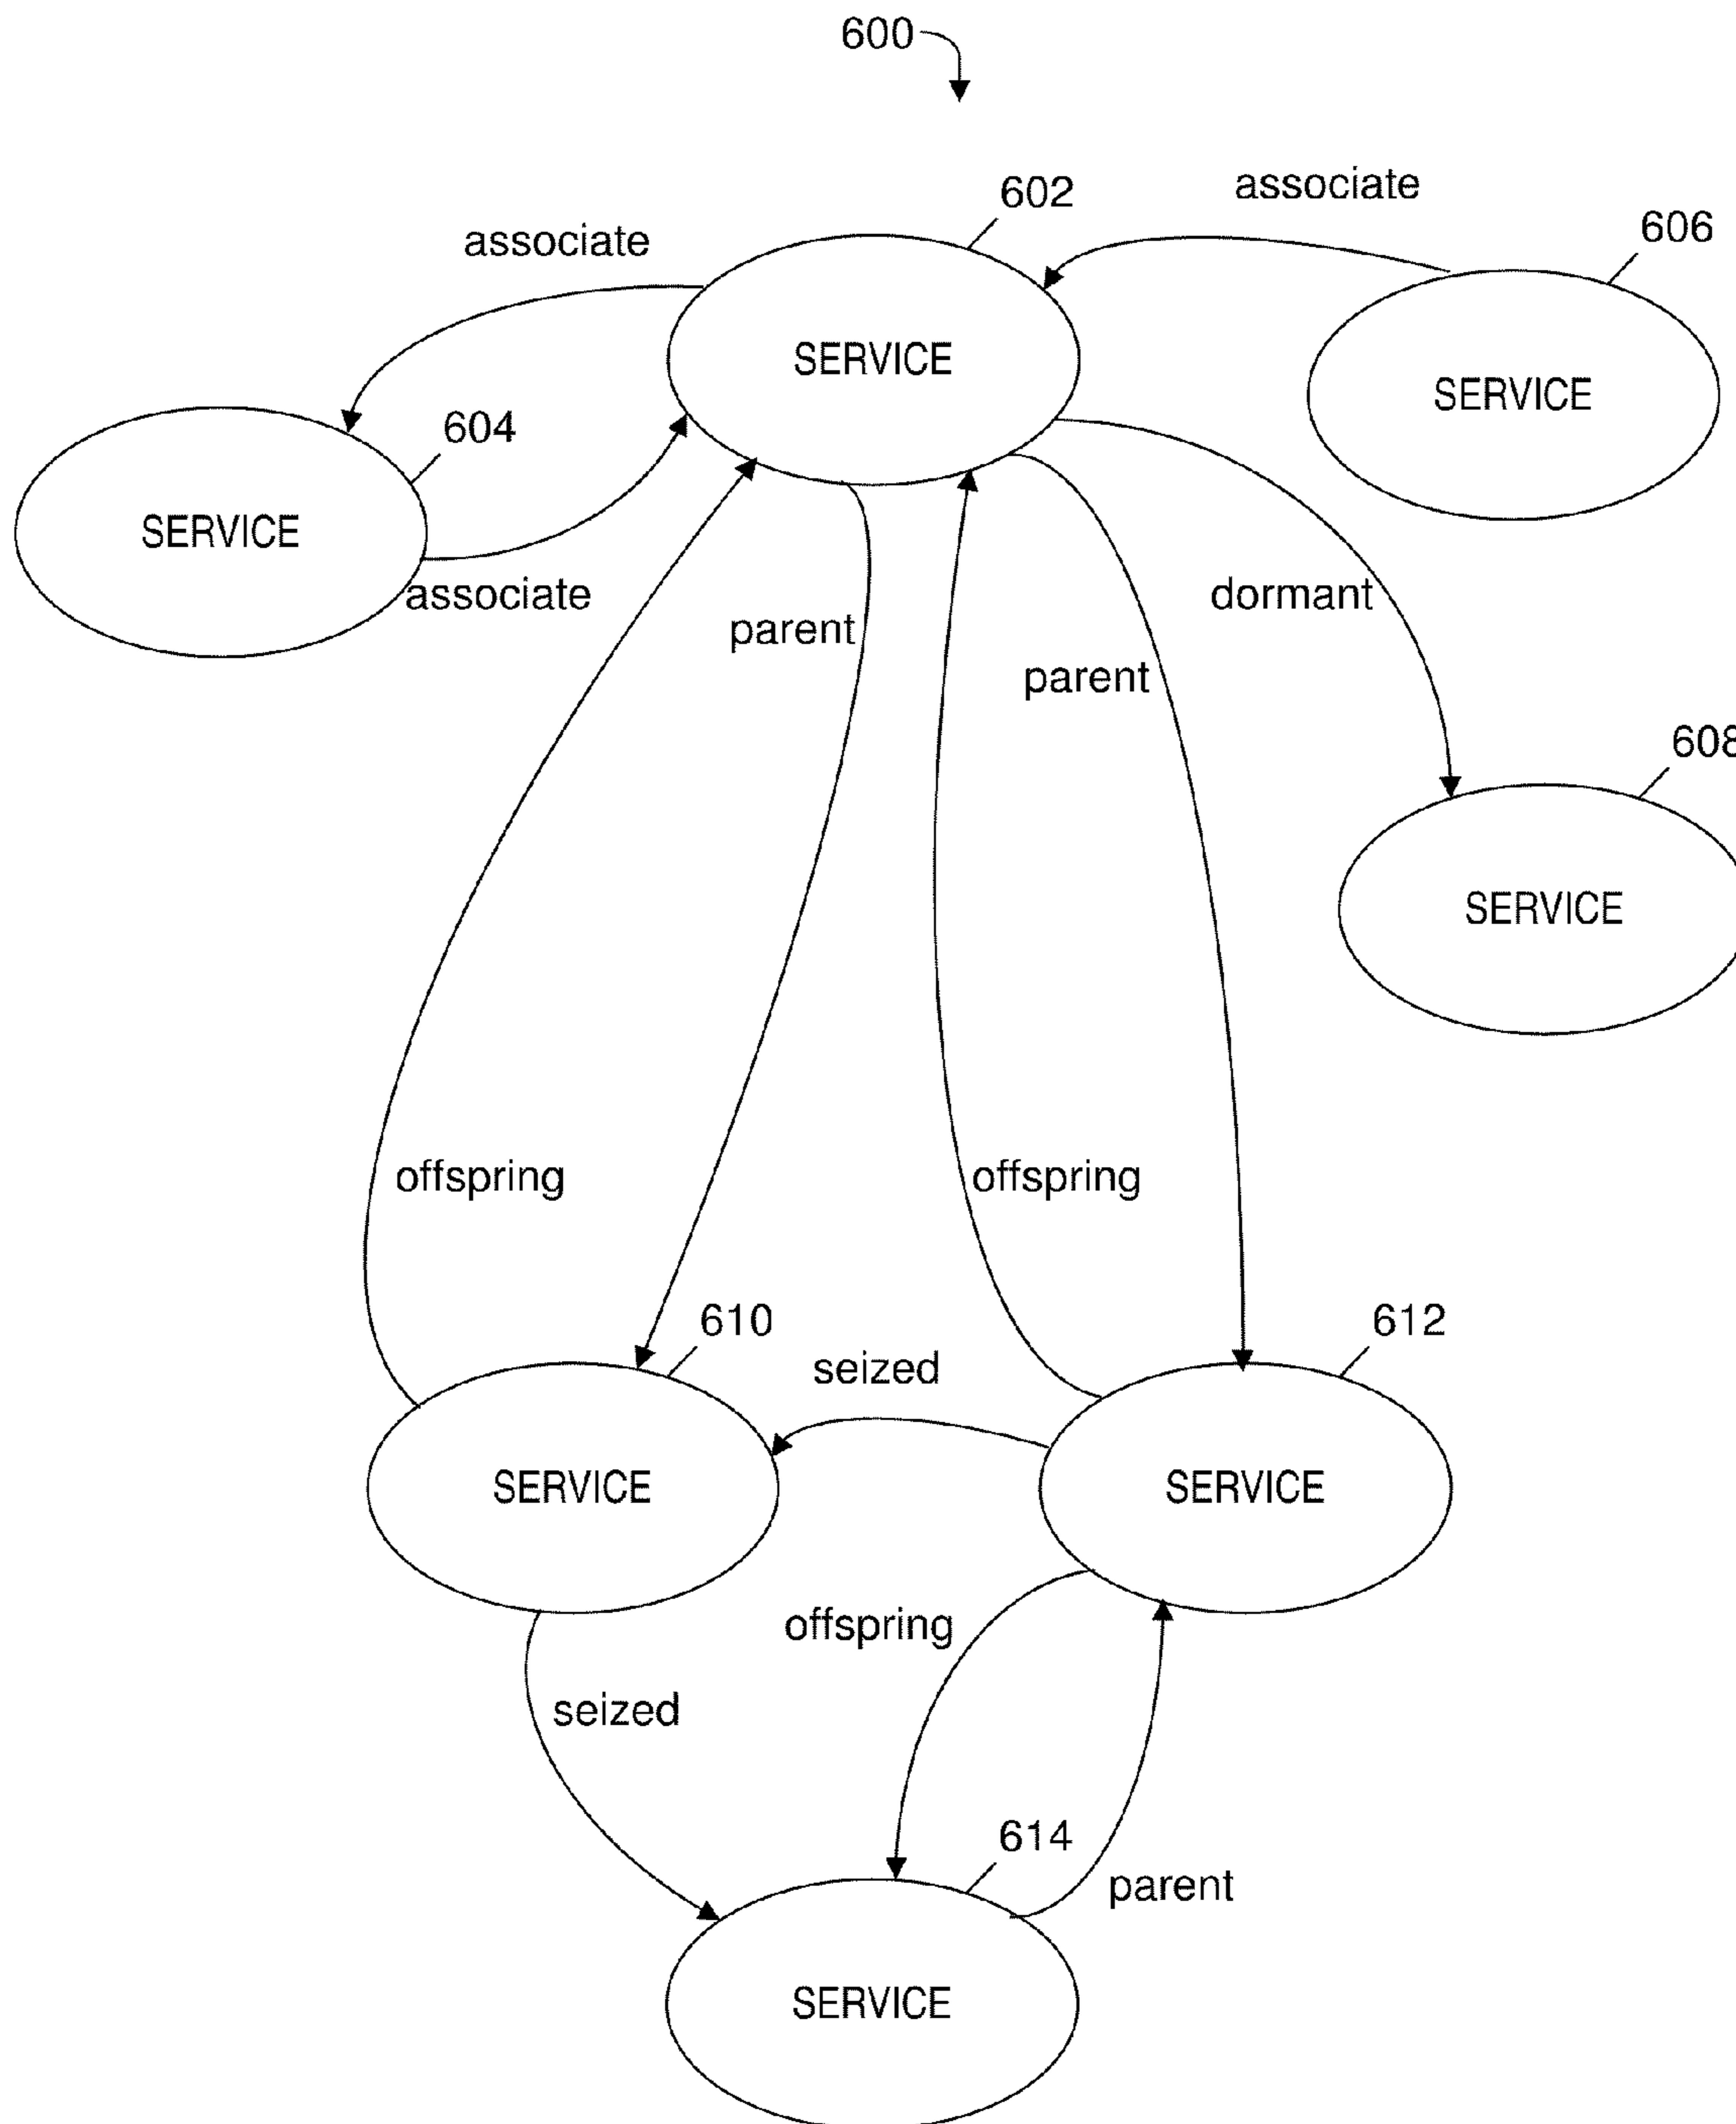 600
602
associate
606
associate
SERVICE
SERVICE
604
SERVICE
associate
dormant
parent
parent
608
SERVICE
offspring
offspring
610
612
seized
SERVICE
SERVICE
offspring
seized
614
parent
SERVICE